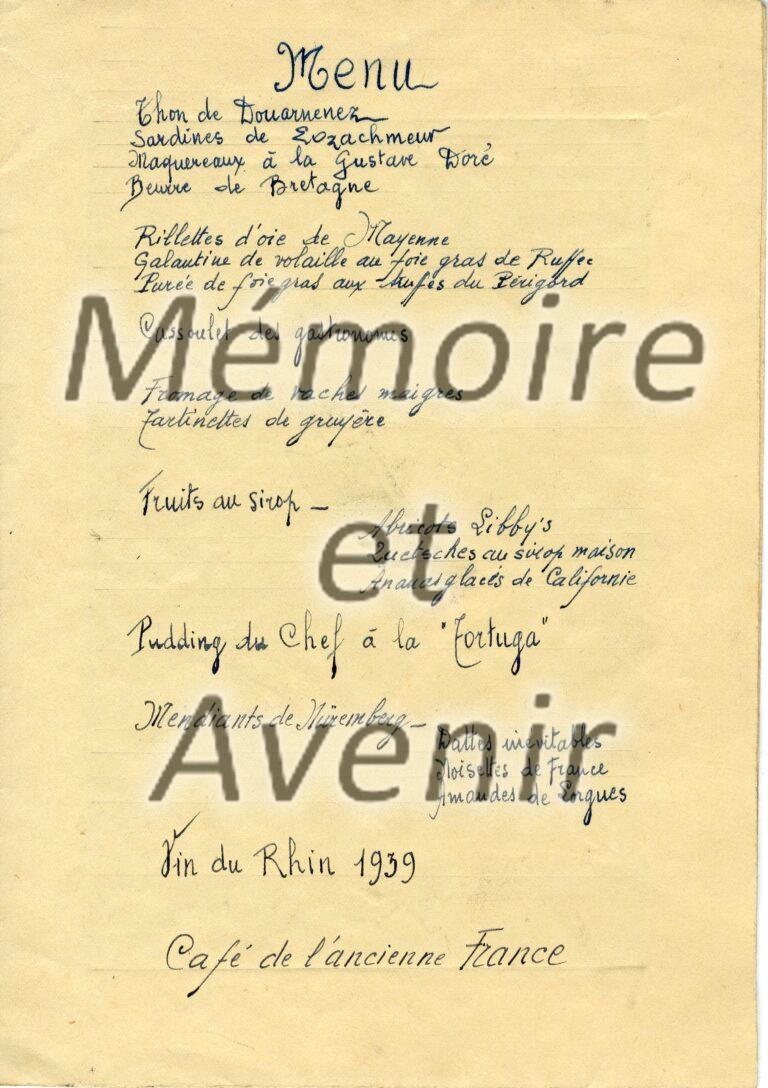 Menu
Thon de Douarnenez
Sardines de Lozachmeur
Maquereaux à la Gustave Doré
Beurre de Bretagne
Rillettes d'oie de Mayenne
Galantine de volaille au foie gras de Ruffec
Purée de foie gras aux truffes du Périgord
Cassoulet des gastronomes
Fromage de vaches maigres
Tartinettes de gruyère
Fruits au sirop _
Abricots Libby's
Quetsches au sirop maison
Ananas glacés de Californie
Pudding du Chef à la "Tortuga"
Mendiants de Nüremberg _
Dattes inévitables
Noisettes de France
Amandes de Lorgues
Vin du Rhin 1939
Café de l'ancienne France
Mémoire
et
Avenir